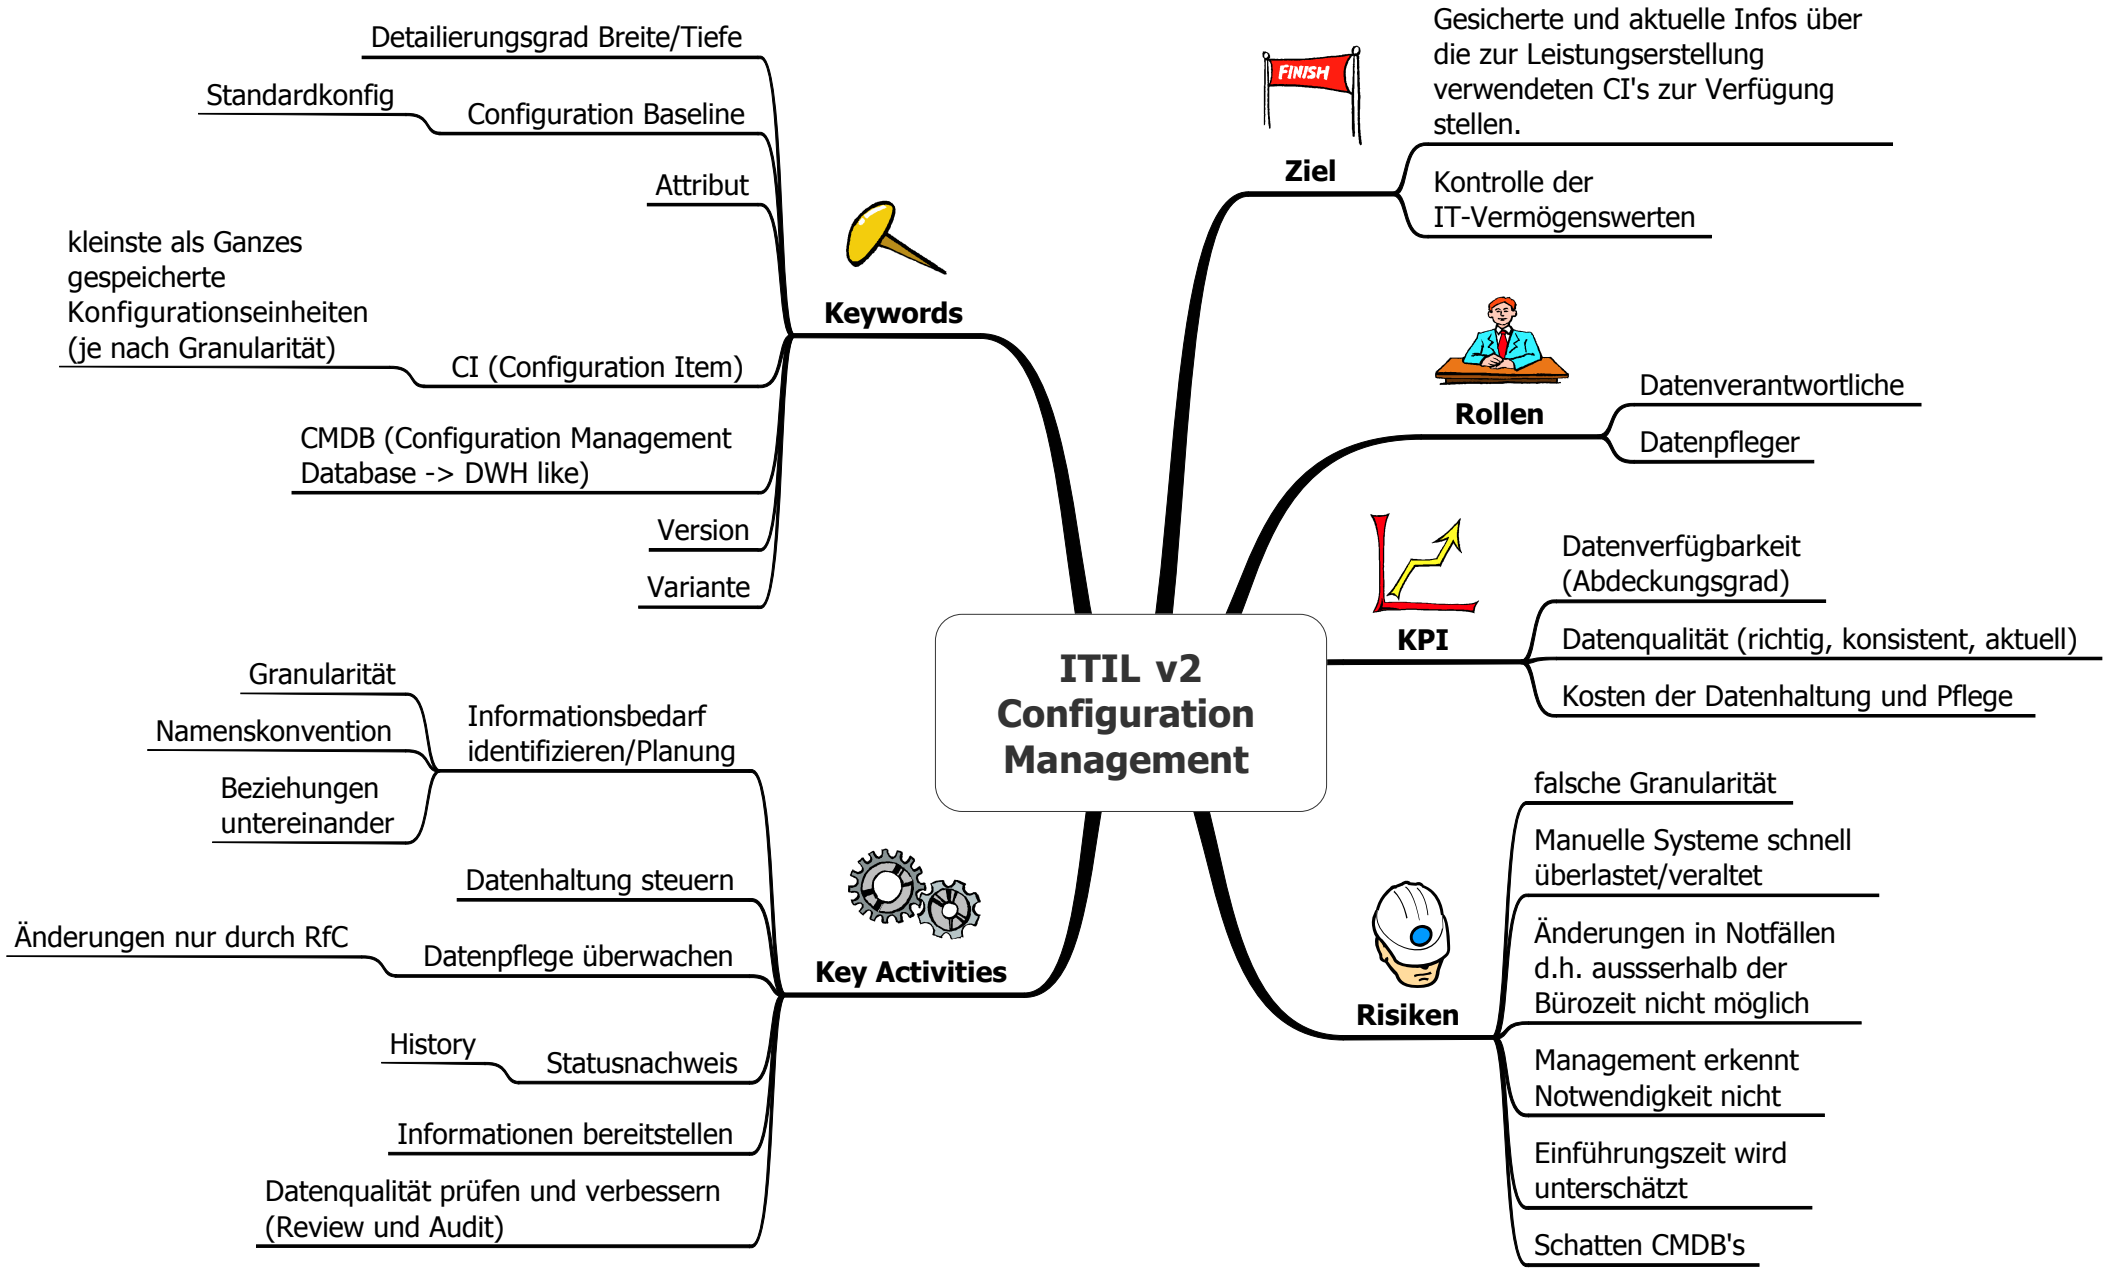 ITIL v2
Configuration
Management
FINISH
Ziel
Gesicherte und aktuelle Infos über
die zur Leistungserstellung
verwendeten CI's zur Verfügung
stellen.
Kontrolle der
IT-Vermögenswerten
Rollen
Datenverantwortliche
Datenpfleger
KPI
Datenverfügbarkeit
(Abdeckungsgrad)
Datenqualität (richtig, konsistent, aktuell)
Kosten der Datenhaltung und Pflege
Risiken
falsche Granularität
Manuelle Systeme schnell
überlastet/veraltet
Änderungen in Notfällen
d.h. aussserhalb der
Bürozeit nicht möglich
Management erkennt
Notwendigkeit nicht
Einführungszeit wird
unterschätzt
Schatten CMDB's
Keywords
Detailierungsgrad Breite/Tiefe
Configuration Baseline
Standardkonfig
Attribut
CI (Configuration Item)
kleinste als Ganzes
gespeicherte
Konfigurationseinheiten
(je nach Granularität)
CMDB (Configuration Management
Database -> DWH like)
Version
Variante
Key Activities
Informationsbedarf
identifizieren/Planung
Granularität
Namenskonvention
Beziehungen
untereinander
Datenhaltung steuern
Datenpflege überwachen
Änderungen nur durch RfC
Statusnachweis
History
Informationen bereitstellen
Datenqualität prüfen und verbessern
(Review und Audit)